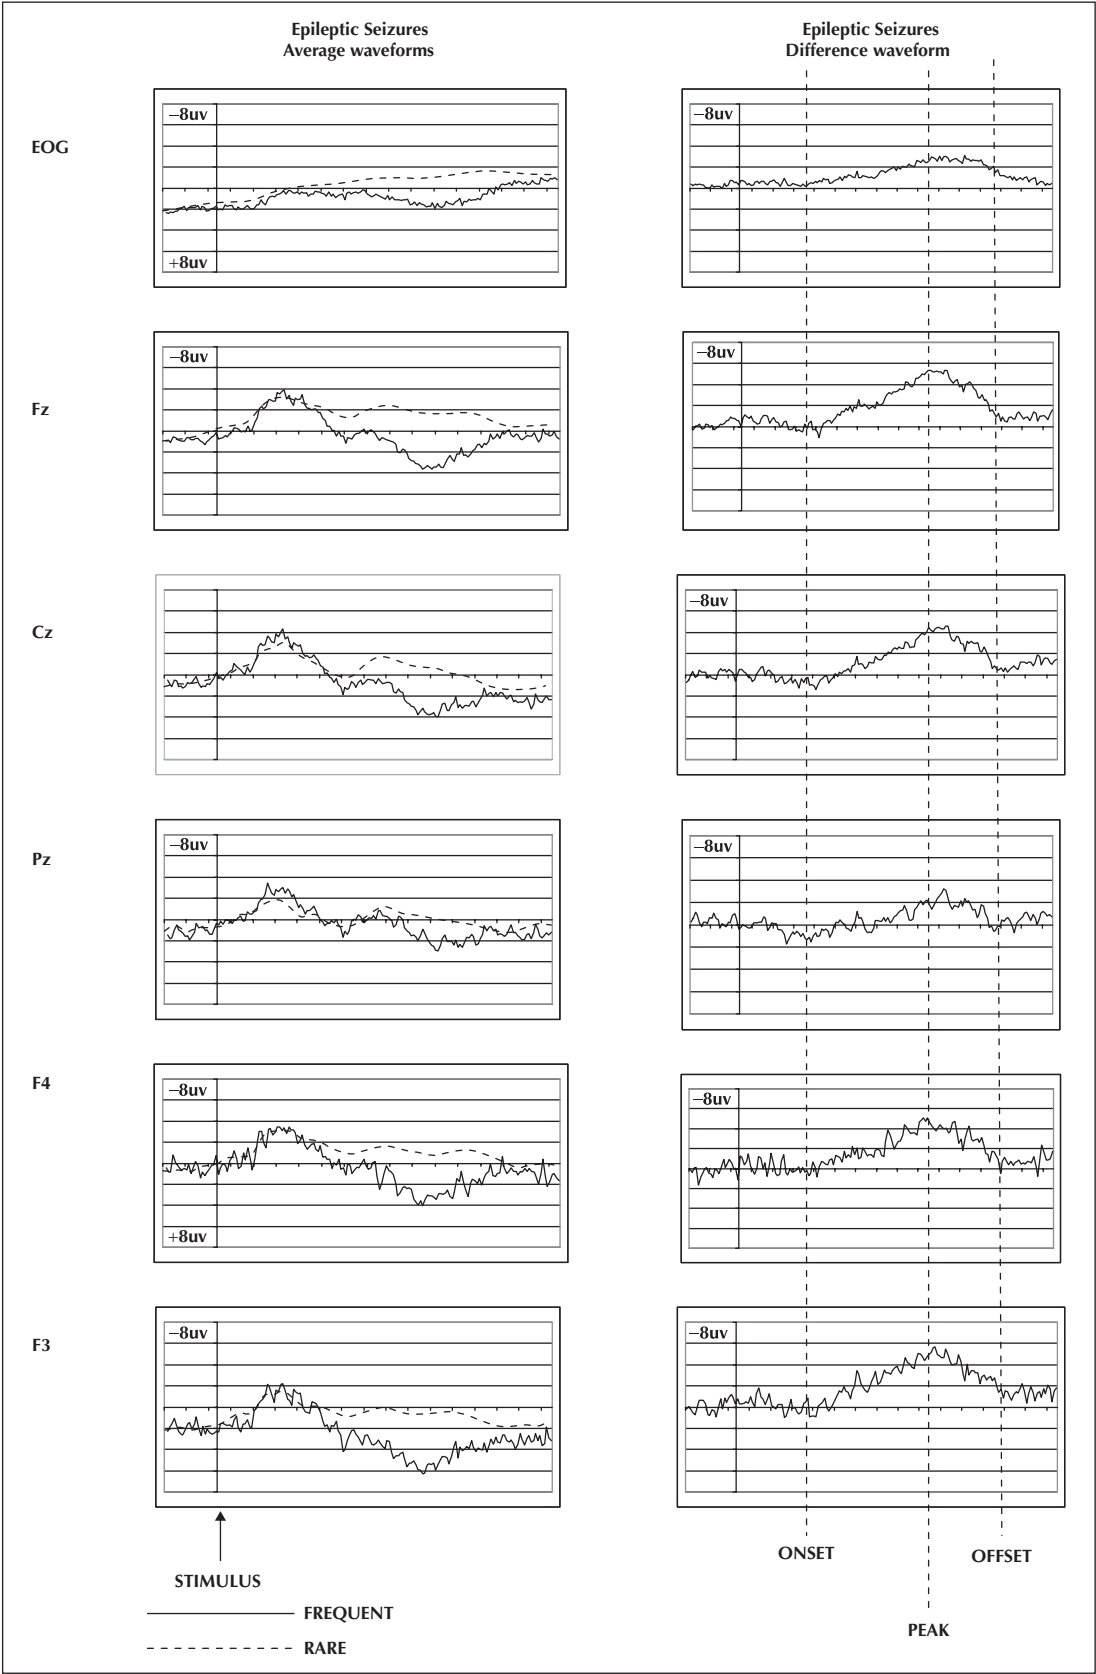 Epileptic Seizures
Average waveforms
Epileptic Seizures
Difference waveform
EOG
−8uv
+8uv
−8uv
Fz
−8uv
−8uv
Cz
−8uv
Pz
−8uv
−8uv
F4
−8uv
+8uv
−8uv
F3
−8uv
−8uv
STIMULUS
FREQUENT
RARE
ONSET
OFFSET
PEAK